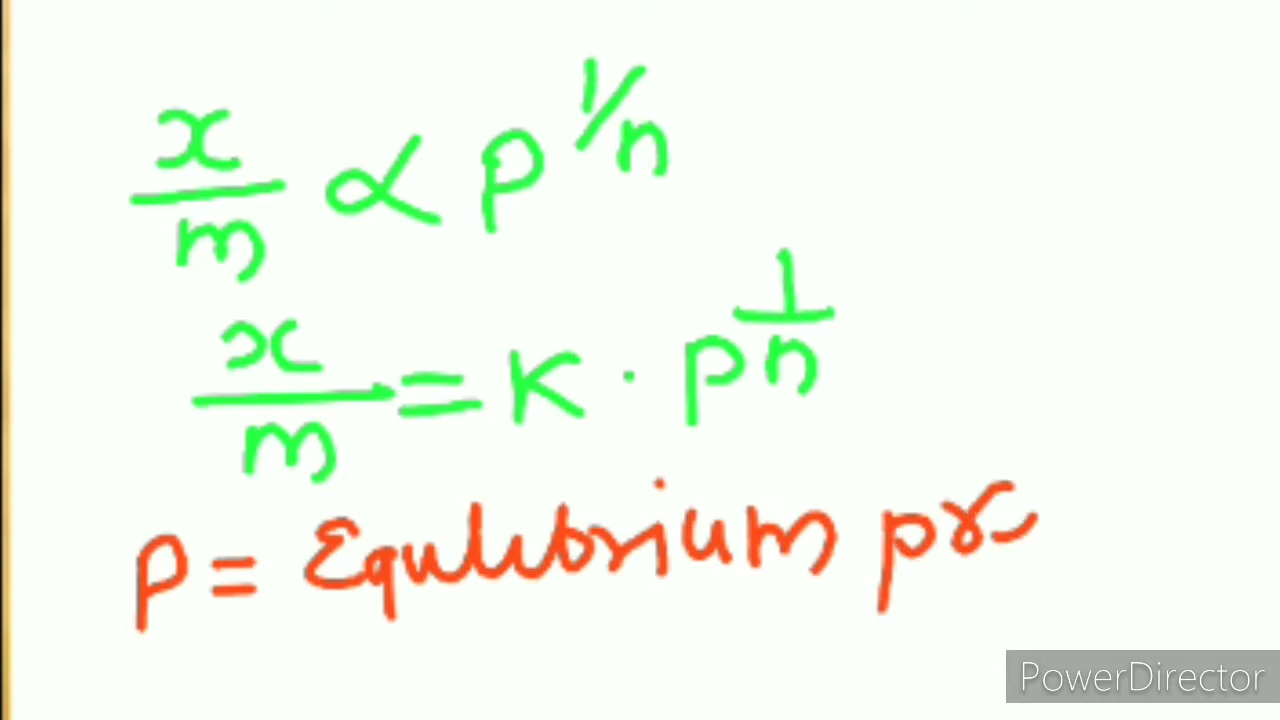 x/m ∝ p^1/n
x/m = K · p^1/n
P = Equlibrium pr
PowerDirector